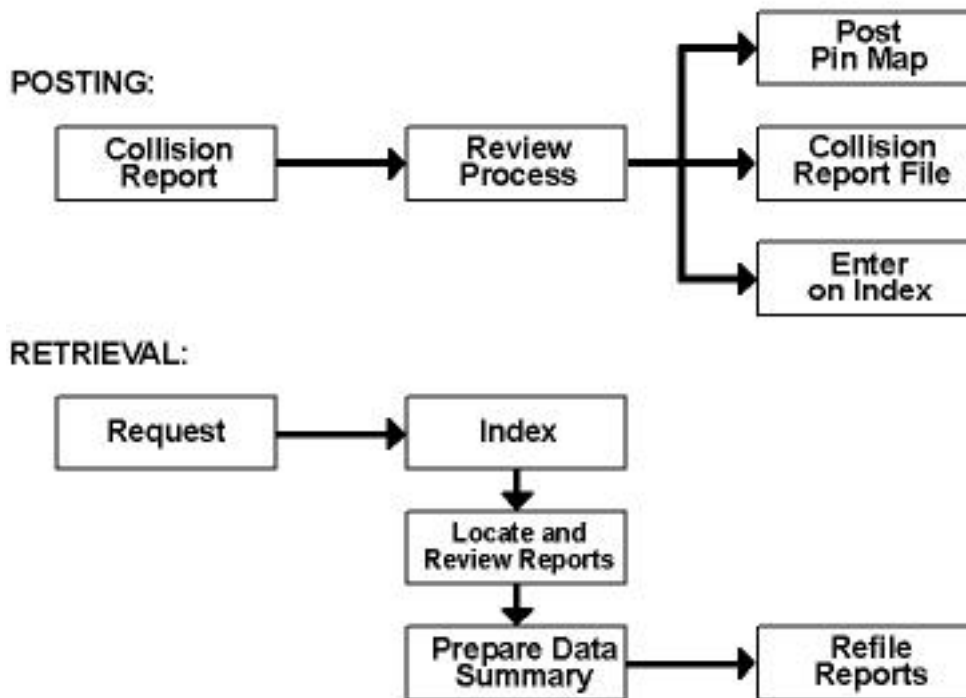 POSTING:
Collision
Report
Review
Process
Post
Pin Map
Collision
Report File
Enter
on Index
RETRIEVAL:
Request
Index
Locate and
Review Reports
Prepare Data
Summary
Refile
Reports